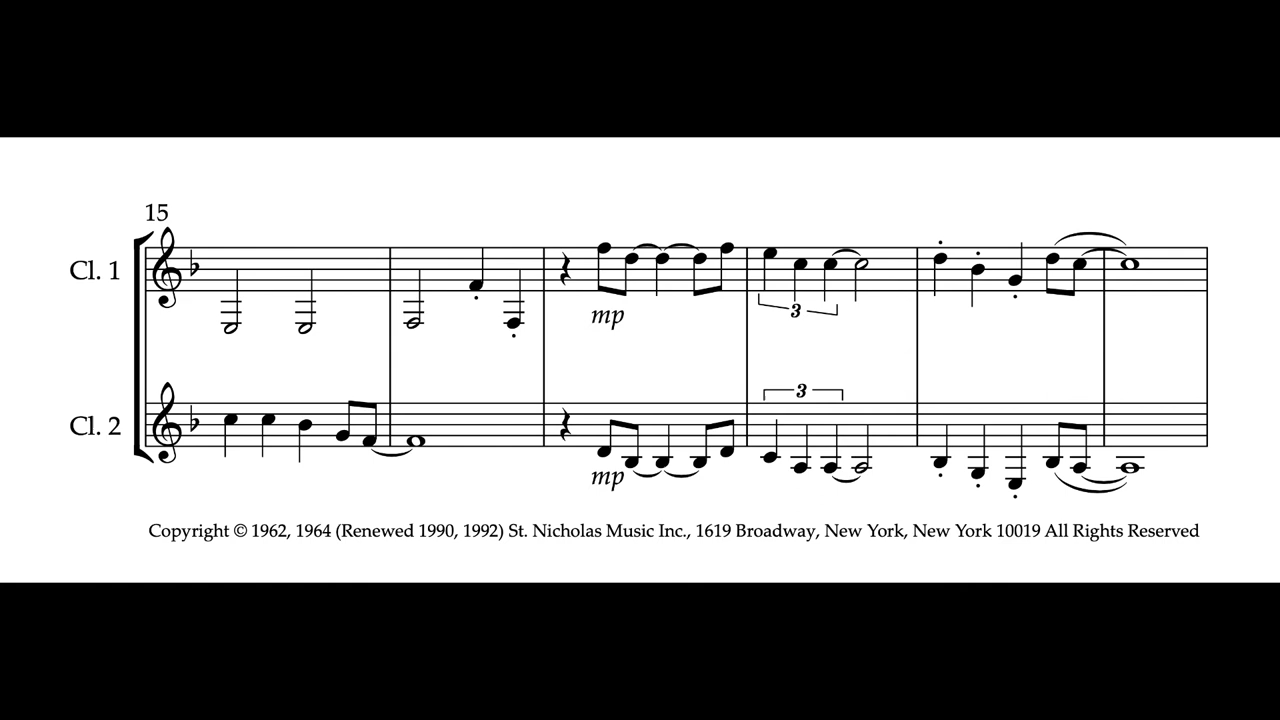 15
Cl. 1
mp
3
Cl. 2
3
mp
Copyright © 1962, 1964 (Renewed 1990, 1992) St. Nicholas Music Inc., 1619 Broadway, New York, New York 10019 All Rights Reserved